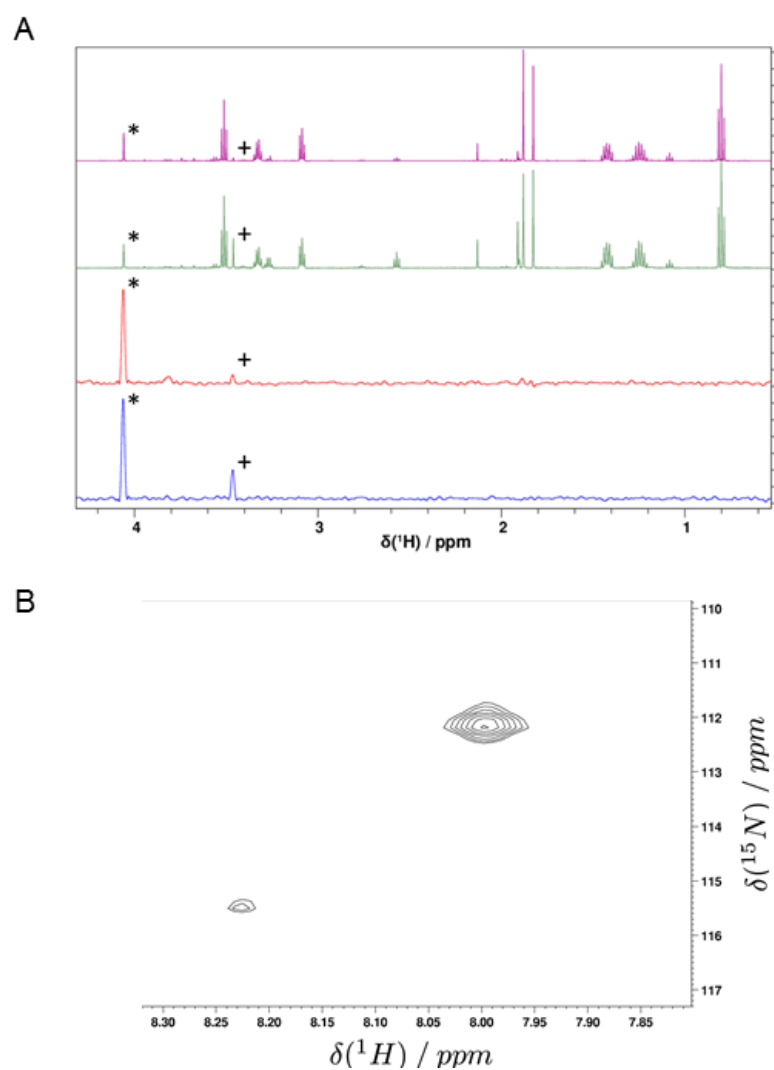 A
* +
* +
* +
* +
4 3 2 1
δ(¹H) / ppm
B
110
111
112
113
114
115
116
117
δ(¹⁵N) / ppm
8.30 8.25 8.20 8.15 8.10 8.05 8.00 7.95 7.90 7.85
δ(¹H) / ppm